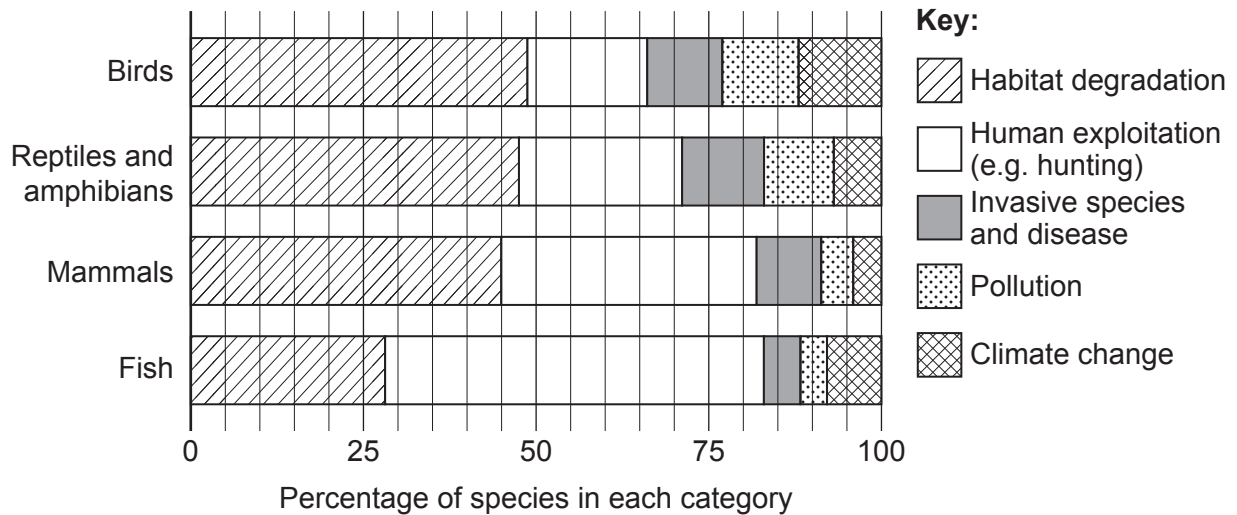 Birds
Reptiles and
amphibians
Mammals
Fish
0 25 50 75 100
Percentage of species in each category
Key:
Habitat degradation
Human exploitation
(e.g. hunting)
Invasive species
and disease
Pollution
Climate change